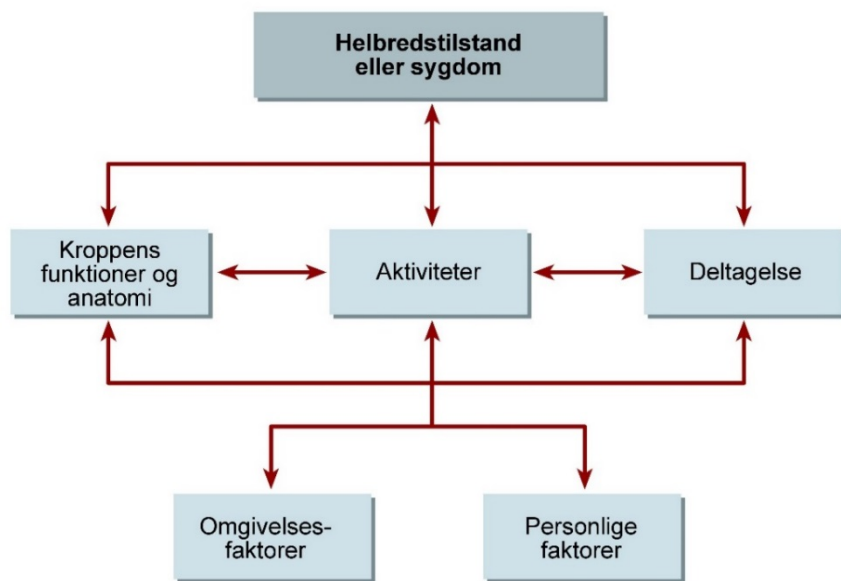 Helbredstilstand
eller sygdom
Kroppens
funktioner og
anatomi
Aktiviteter
Deltagelse
Omgivelses-
faktorer
Personlige
faktorer